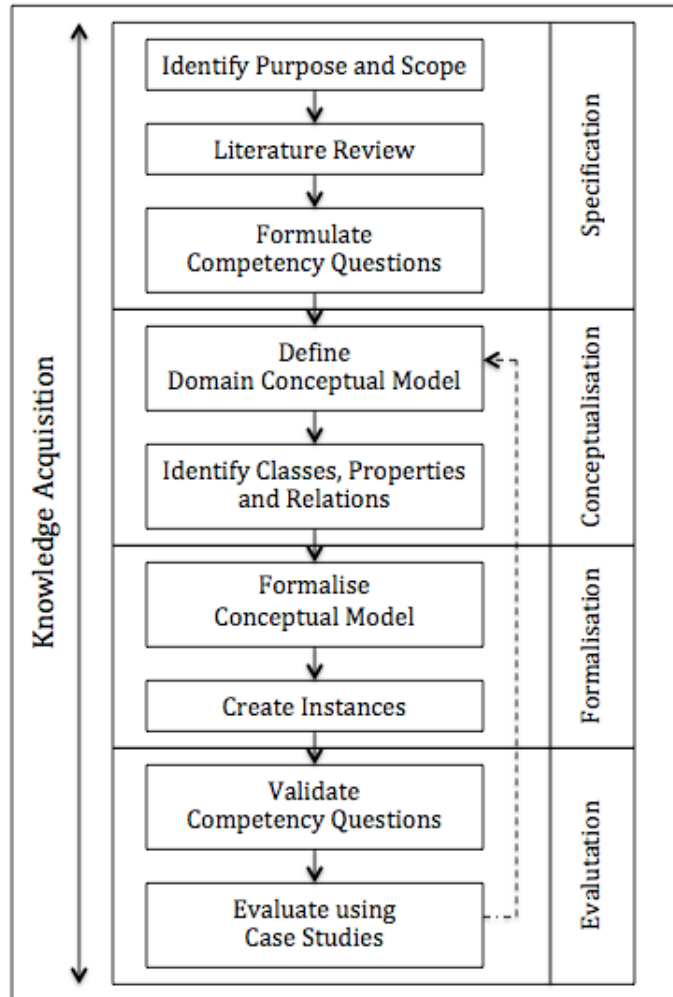 Knowledge Acquisition
Identify Purpose and Scope
Literature Review
Formulate
Competency Questions
Specification
Define
Domain Conceptual Model
Identify Classes, Properties
and Relations
Conceptualisation
Formalise
Conceptual Model
Create Instances
Formalisation
Validate
Competency Questions
Evaluate using
Case Studies
Evalutation